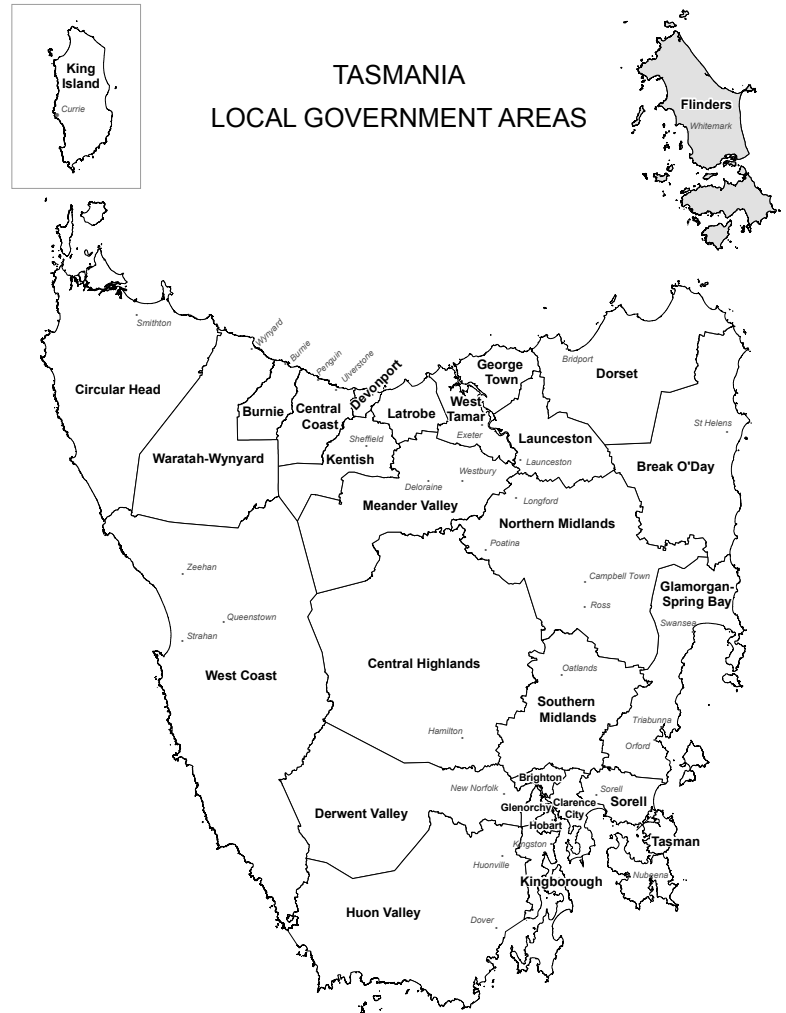 TASMANIA
LOCAL GOVERNMENT AREAS
King
Island
Currie
Flinders
Whitemark
Smithton
Wynyard
Burnie
Penguin
Ulverstone
Devonport
George
Town
Bridport
Dorset
Circular Head
Burnie
Central
Coast
Latrobe
West
Tamar
Exeter
Launceston
Launceston
St Helens
Sheffield
Kentish
Waratah-Wynyard
Westbury
Deloraine
Meander Valley
Break O'Day
Longford
Northern Midlands
Poatina
Campbell Town
Ross
Glamorgan-
Spring Bay
Swansea
Zeehan
Queenstown
Strahan
West Coast
Central Highlands
Oatlands
Southern
Midlands
Hamilton
Triabunna
Orford
Brighton
New Norfolk
Glenorchy
Clarence
City
Sorell
Sorell
Derwent Valley
Hobart
Kingston
Tasman
Huonville
Kingborough
Nubeena
Huon Valley
Dover